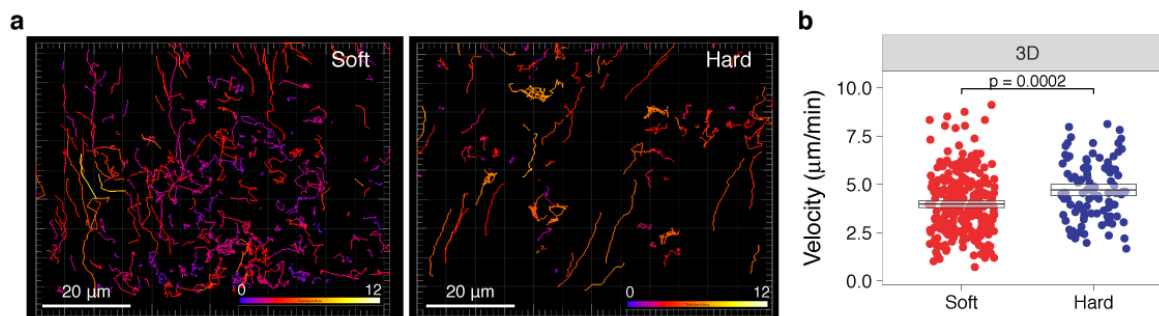 a
Soft
20 µm
0
12
Hard
20 µm
0
12
b
3D
p = 0.0002
Velocity (µm/min)
10.0
7.5
5.0
2.5
0.0
Soft
Hard